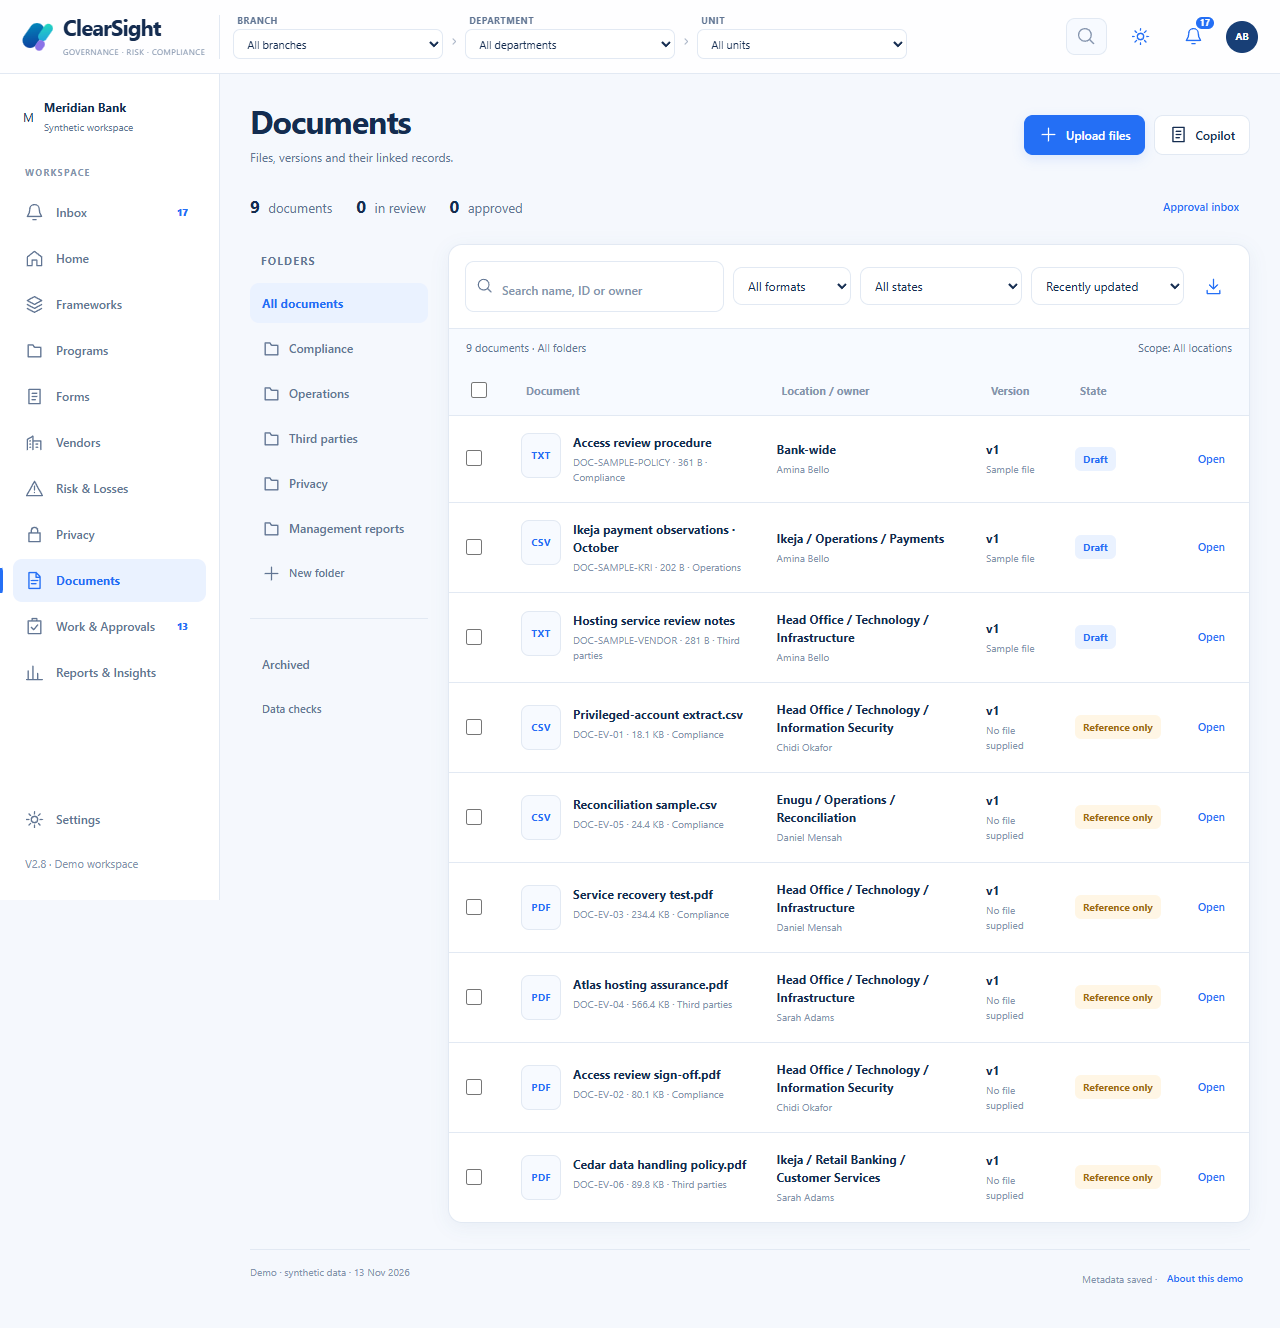 ClearSight
GOVERNANCE · RISK · COMPLIANCE
BRANCH
All branches
›
DEPARTMENT
All departments
›
UNIT
All units
17
AB
M
Meridian Bank
Synthetic workspace
WORKSPACE
Inbox 17
Home
Frameworks
Programs
Forms
Vendors
Risk & Losses
Privacy
Documents
Work & Approvals 13
Reports & Insights
Settings
V2.8 · Demo workspace
Documents
Files, versions and their linked records.
Upload files
Copilot
9 documents 0 in review 0 approved
Approval inbox
FOLDERS
All documents
Compliance
Operations
Third parties
Privacy
Management reports
New folder
Archived
Data checks
Search name, ID or owner
All formats
All states
Recently updated
9 documents · All folders
Scope: All locations
Document Location / owner Version State
TXT
Access review procedure
DOC-SAMPLE-POLICY · 361 B ·
Compliance
Bank-wide
Amina Bello
v1
Sample file
Draft
Open
CSV
Ikeja payment observations ·
October
DOC-SAMPLE-KRI · 202 B · Operations
Ikeja / Operations / Payments
Amina Bello
v1
Sample file
Draft
Open
TXT
Hosting service review notes
DOC-SAMPLE-VENDOR · 281 B · Third
parties
Head Office / Technology /
Infrastructure
Amina Bello
v1
Sample file
Draft
Open
CSV
Privileged-account extract.csv
DOC-EV-01 · 18.1 KB · Compliance
Head Office / Technology /
Information Security
Chidi Okafor
v1
No file
supplied
Reference only
Open
CSV
Reconciliation sample.csv
DOC-EV-05 · 24.4 KB · Compliance
Enugu / Operations /
Reconciliation
Daniel Mensah
v1
No file
supplied
Reference only
Open
PDF
Service recovery test.pdf
DOC-EV-03 · 234.4 KB · Compliance
Head Office / Technology /
Infrastructure
Daniel Mensah
v1
No file
supplied
Reference only
Open
PDF
Atlas hosting assurance.pdf
DOC-EV-04 · 566.4 KB · Third parties
Head Office / Technology /
Infrastructure
Sarah Adams
v1
No file
supplied
Reference only
Open
PDF
Access review sign-off.pdf
DOC-EV-02 · 80.1 KB · Compliance
Head Office / Technology /
Information Security
Chidi Okafor
v1
No file
supplied
Reference only
Open
PDF
Cedar data handling policy.pdf
DOC-EV-06 · 89.8 KB · Third parties
Ikeja / Retail Banking /
Customer Services
Sarah Adams
v1
No file
supplied
Reference only
Open
Demo · synthetic data · 13 Nov 2026
Metadata saved · About this demo